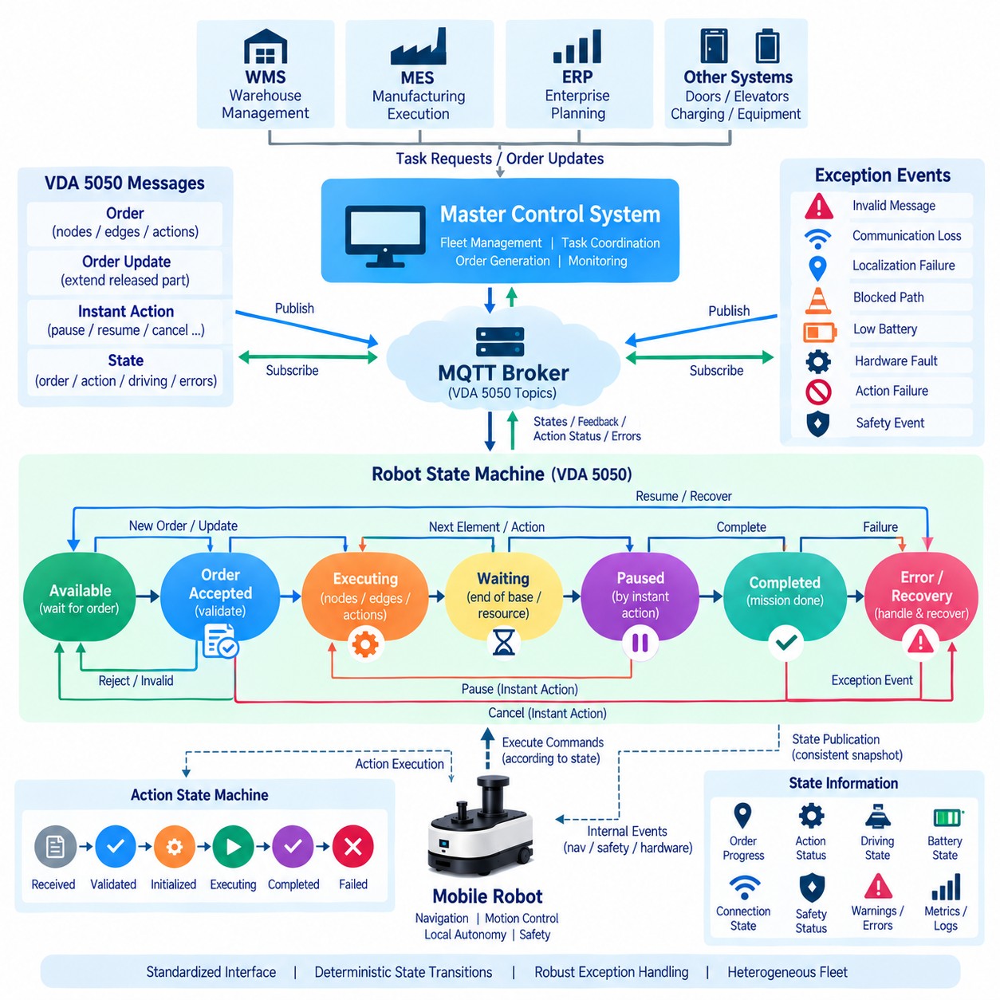 WMS
Warehouse
Management
MES
Manufacturing
Execution
ERP
Enterprise
Planning
Other Systems
Doors / Elevators
Charging / Equipment
Task Requests / Order Updates
VDA 5050 Messages
Order
(nodes / edges / actions)
Order Update
(extend released part)
Instant Action
(pause / resume / cancel ...)
State
(order / action / driving / errors)
Master Control System
Fleet Management | Task Coordination
Order Generation | Monitoring
Exception Events
Invalid Message
Communication Loss
Localization Failure
Blocked Path
Low Battery
Hardware Fault
Action Failure
Safety Event
Publish
Subscribe
Publish
Subscribe
MQTT Broker
(VDA 5050 Topics)
States / Feedback /
Action Status / Errors
Robot State Machine (VDA 5050)
Resume / Recover
New Order / Update
Next Element / Action
Complete
Failure
Available
(wait for order)
Order
Accepted
(validate)
Executing
(nodes / edges /
actions)
Waiting
(end of base /
resource)
Paused
(by instant
action)
Completed
(mission done)
Error /
Recovery
(handle & recover)
Reject / Invalid
Pause (Instant Action)
Exception Event
Cancel (Instant Action)
Execute Commands
(according to state)
State Publication
(consistent snapshot)
Action Execution
Action State Machine
Received
Validated
Initialized
Executing
Completed
Failed
Internal Events
(nav / safety / hardware)
Mobile Robot
Navigation | Motion Control
Local Autonomy | Safety
State Information
Order
Progress
Action
Status
Driving
State
Battery
State
Connection
State
Safety
Status
Warnings /
Errors
Metrics /
Logs
Standardized Interface | Deterministic State Transitions | Robust Exception Handling | Heterogeneous Fleet